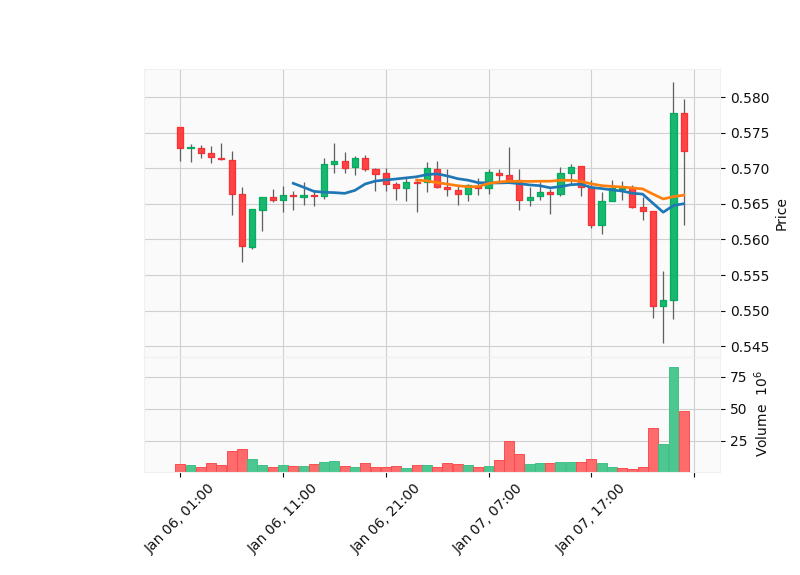 0.580
0.575
0.570
0.565
0.560
0.555
0.550
0.545
Price
75
50
25
Volume 10^6
Jan 06, 01:00
Jan 06, 11:00
Jan 06, 21:00
Jan 07, 07:00
Jan 07, 17:00